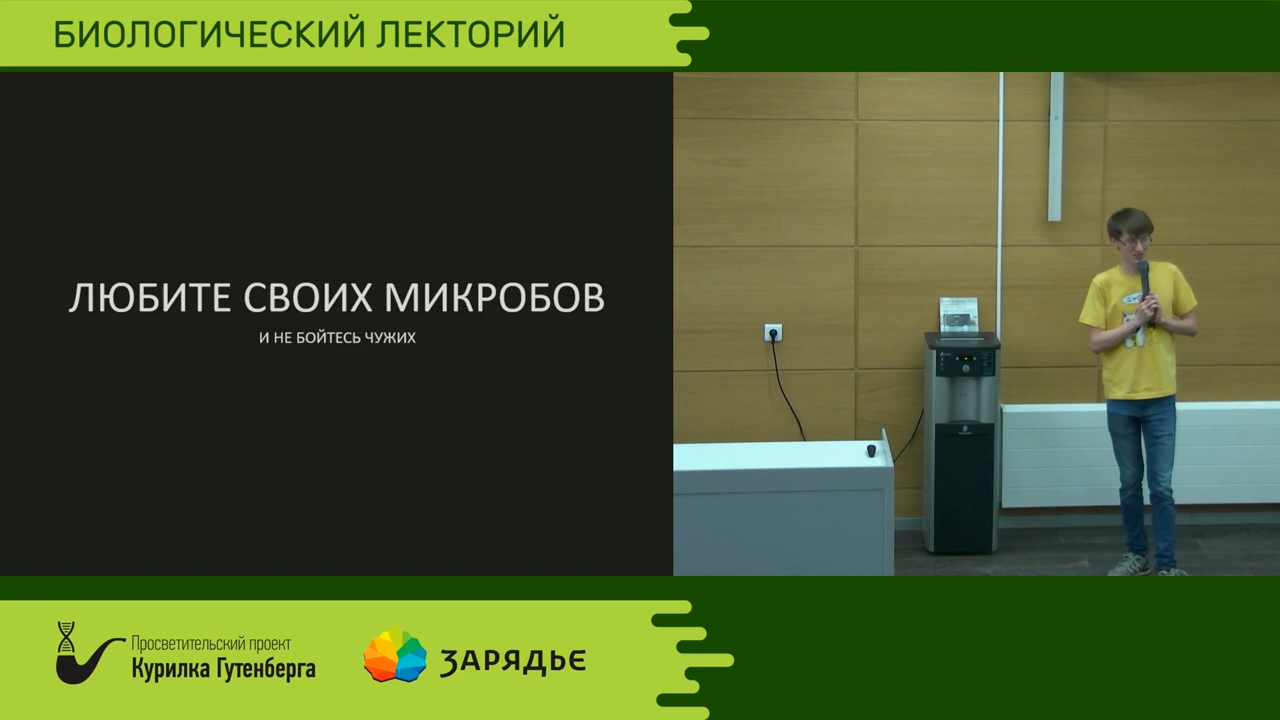 БИОЛОГИЧЕСКИЙ ЛЕКТОРИЙ
ЛЮБИТЕ СВОИХ МИКРОБОВ
И НЕ БОЙТЕСЬ ЧУЖИХ
Просветительский проект
Курилка Гутенберга
ЗАРЯДЬЕ